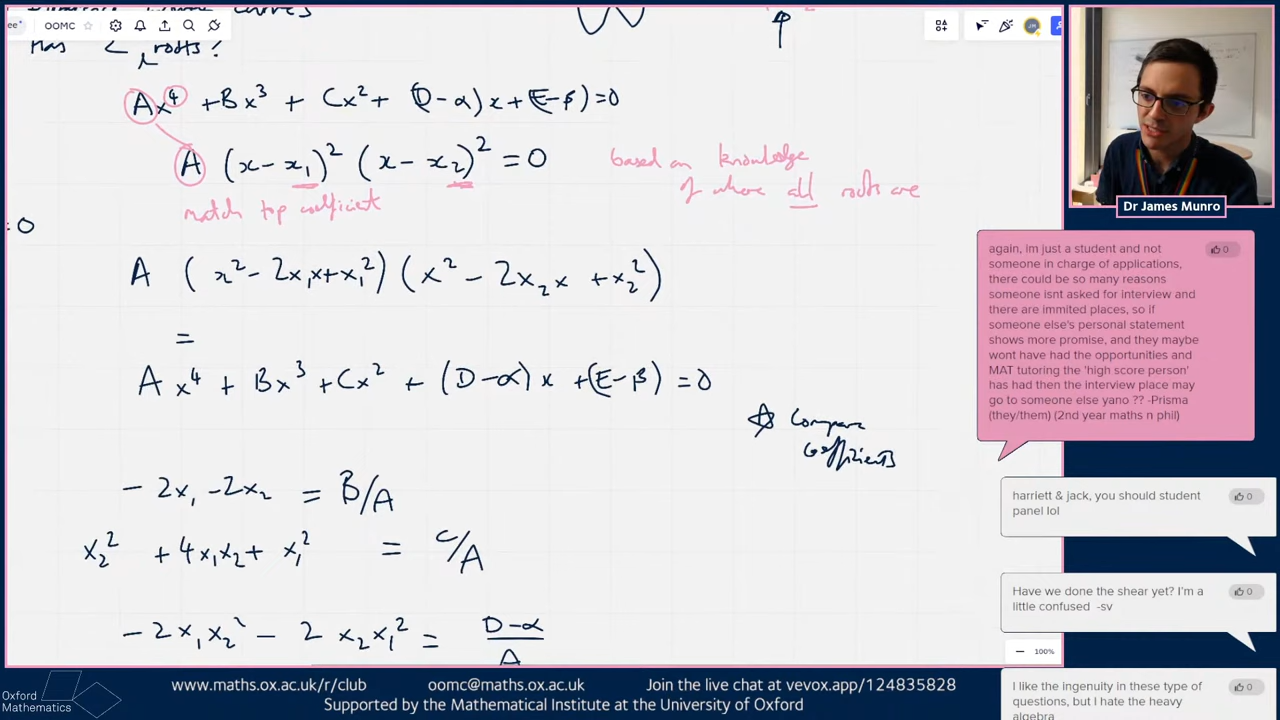 OOMC
has 2 roots?
Ax⁴ + Bx³ + Cx² + (D-α)x + (E-β) = 0
A (x - x₁)² (x - x₂)² = 0
based on knowledge
of where all roots are
match top coefficient
= 0
A (x² - 2x₁x + x₁²) (x² - 2x₂x + x₂²)
=
A x⁴ + Bx³ + Cx² + (D-α)x + (E-β) = 0
☆ Compare
coefficients
- 2x₁ - 2x₂ = B/A
x₂² + 4x₁x₂ + x₁² = C/A
- 2x₁x₂² - 2x₂x₁² = D-α
A
100%
Dr James Munro
again, im just a student and not
someone in charge of applications,
there could be so many reasons
someone isnt asked for interview and
there are immited places, so if
someone else's personal statement
shows more promise, and they maybe
wont have had the opportunities and
MAT tutoring the 'high score person'
has had then the interview place may
go to someone else yano ?? -Prisma
(they/them) (2nd year maths n phil)
0
harriett & jack, you should student
panel lol
0
Have we done the shear yet? I'm a
little confused -sv
0
I like the ingenuity in these type of
questions, but I hate the heavy
algebra
0
Oxford
Mathematics
www.maths.ox.ac.uk/r/club oomc@maths.ox.ac.uk Join the live chat at vevox.app/124835828
Supported by the Mathematical Institute at the University of Oxford